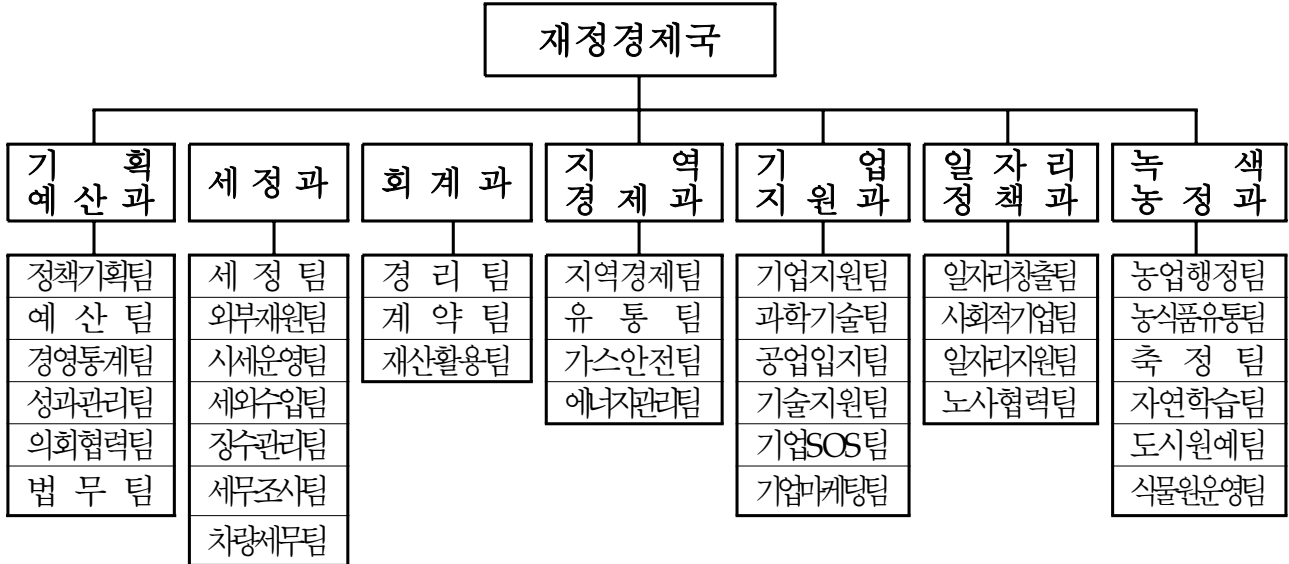 재정경제국
기 획
예 산 과
세 정 과
회 계 과
지 역
경 제 과
기 업
지 원 과
일 자 리
정 책 과
녹 색
농 정 과
정책기획팀
예 산 팀
경영통계팀
성과관리팀
의회협력팀
법 무 팀
세 정 팀
외부재원팀
시세운영팀
세외수입팀
징수관리팀
세무조사팀
차량세무팀
경 리 팀
계 약 팀
재산활용팀
지역경제팀
유 통 팀
가스안전팀
에너지관리팀
기업지원팀
과학기술팀
공업입지팀
기술지원팀
기업SOS팀
기업마케팅팀
일자리창출팀
사회적기업팀
일자리지원팀
노사협력팀
농업행정팀
농식품유통팀
축 정 팀
자연학습팀
도시원예팀
식물원운영팀